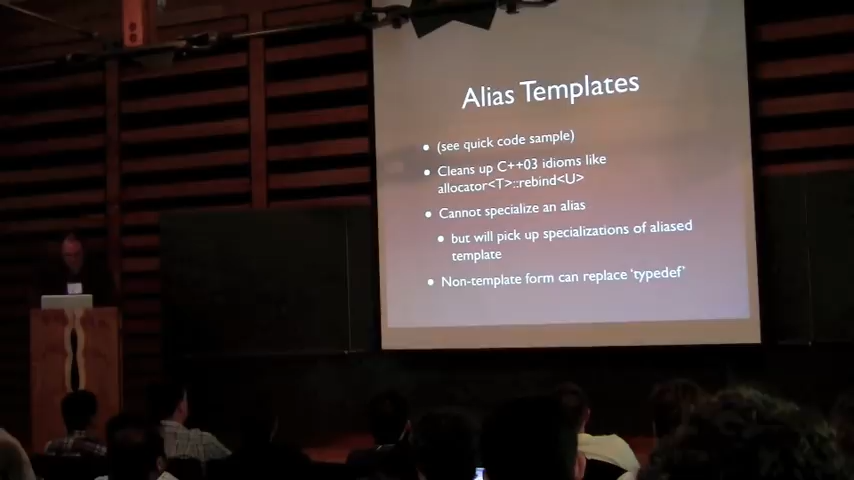 Alias Templates
• (see quick code sample)
• Cleans up C++03 idioms like
allocator<T>::rebind<U>
• Cannot specialize an alias
• but will pick up specializations of aliased
template
• Non-template form can replace ‘typedef’